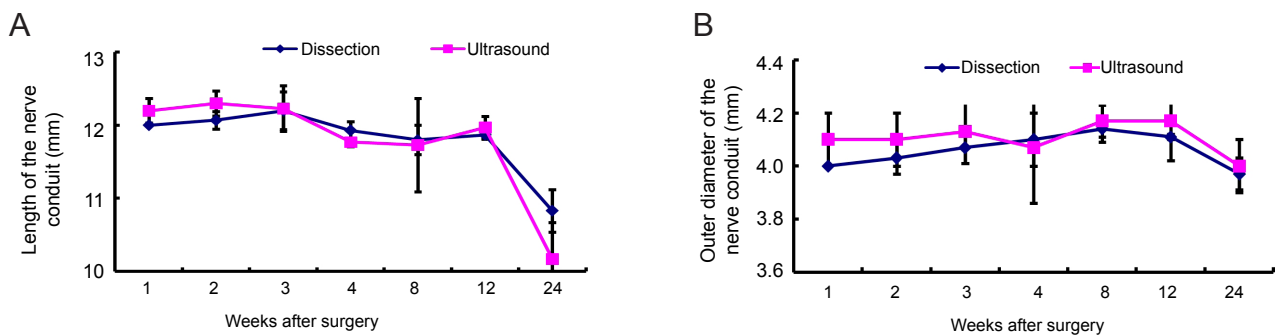 A
Dissection Ultrasound
13
12
11
10
Length of the nerve
conduit (mm)
1 2 3 4 8 12 24
Weeks after surgery
B
Dissection Ultrasound
4.4
4.2
4.0
3.8
3.6
Outer diameter of the
nerve conduit (mm)
1 2 3 4 8 12 24
Weeks after surgery